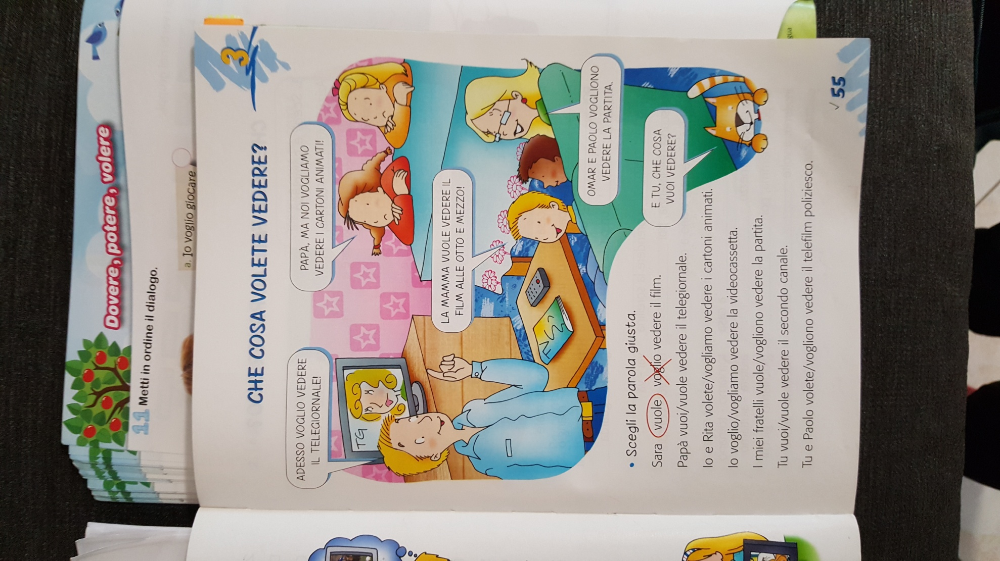 Dovere, potere, volere
11 Metti in ordine il dialogo.
a. Io voglio giocare
3
CHE COSA VOLETE VEDERE?
ADESSO VOGLIO VEDERE
IL TELEGIORNALE!
PAPÀ, MA NOI VOGLIAMO
VEDERE I CARTONI ANIMATI!
TG
LA MAMMA VUOLE VEDERE IL
FILM ALLE OTTO E MEZZO!
OMAR E PAOLO VOGLIONO
VEDERE LA PARTITA.
E TU, CHE COSA
VUOI VEDERE?
• Scegli la parola giusta.
Sara vuole voglio vedere il film.
Papà vuoi/vuole vedere il telegiornale.
Io e Rita volete/vogliamo vedere i cartoni animati.
Io voglio/vogliamo vedere la videocassetta.
I miei fratelli vuole/vogliono vedere la partita.
Tu vuoi/vuole vedere il secondo canale.
Tu e Paolo volete/vogliono vedere il telefilm poliziesco.
√ 55